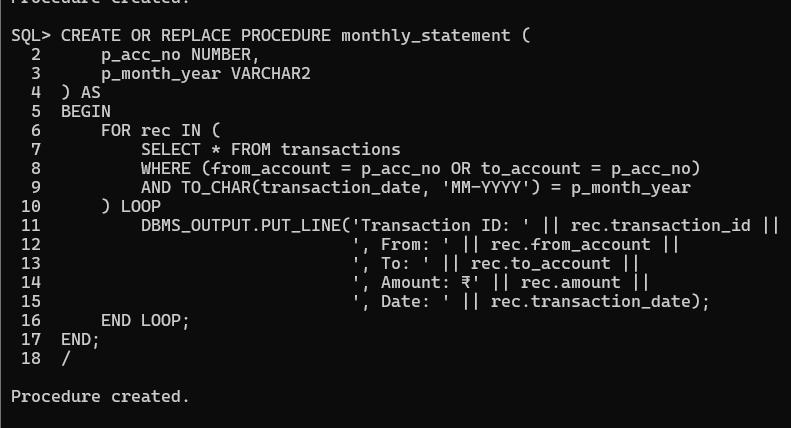 Procedure created.
SQL> CREATE OR REPLACE PROCEDURE monthly_statement (
  2      p_acc_no NUMBER,
  3      p_month_year VARCHAR2
  4  ) AS
  5  BEGIN
  6      FOR rec IN (
  7          SELECT * FROM transactions
  8          WHERE (from_account = p_acc_no OR to_account = p_acc_no)
  9          AND TO_CHAR(transaction_date, 'MM-YYYY') = p_month_year
 10      ) LOOP
 11          DBMS_OUTPUT.PUT_LINE('Transaction ID: ' || rec.transaction_id ||
 12                               ', From: ' || rec.from_account ||
 13                               ', To: ' || rec.to_account ||
 14                               ', Amount: ₹' || rec.amount ||
 15                               ', Date: ' || rec.transaction_date);
 16      END LOOP;
 17  END;
 18  /
Procedure created.